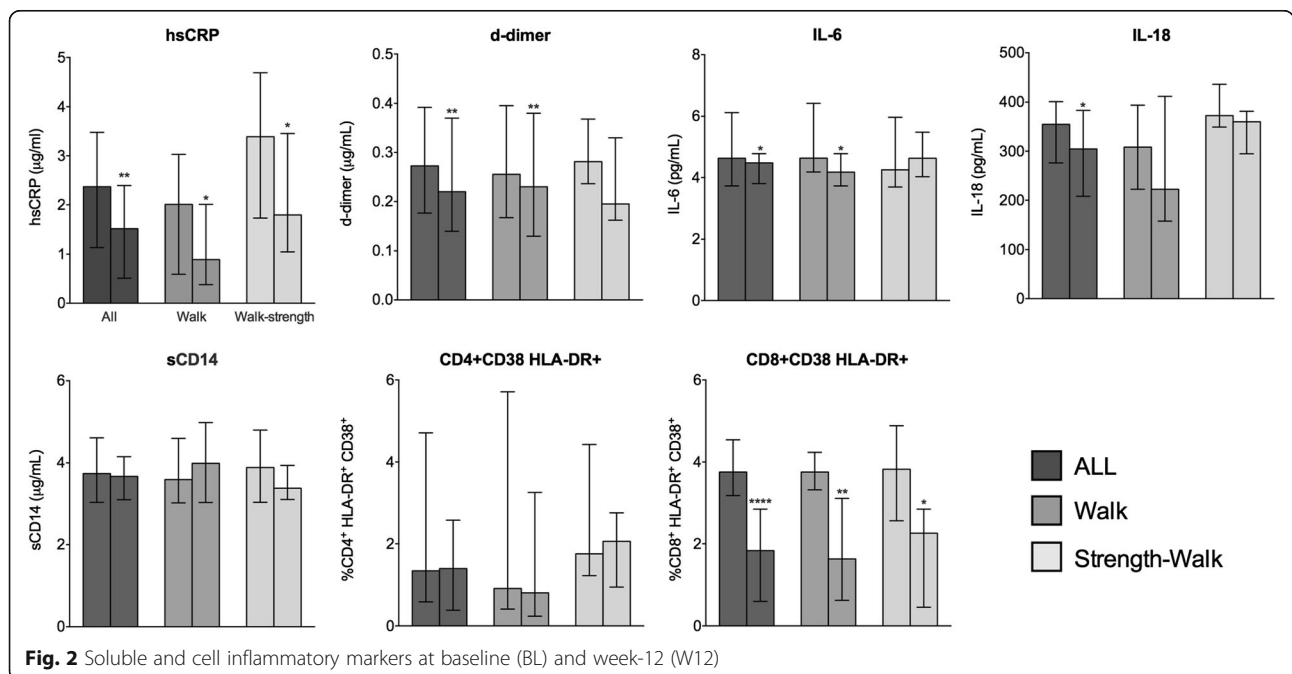 hsCRP
hsCRP (µg/ml)
5
4
3
2
1
0
**
*
*
All
Walk
Walk-strength
d-dimer
d-dimer (µg/mL)
0.5
0.4
0.3
0.2
0.1
0.0
**
**
IL-6
IL-6 (pg/mL)
8
6
4
2
0
*
*
IL-18
IL-18 (pg/mL)
500
400
300
200
100
0
*
sCD14
sCD14 (µg/mL)
6
4
2
0
CD4+CD38 HLA-DR+
%CD4+ HLA-DR+ CD38+
6
4
2
0
CD8+CD38 HLA-DR+
%CD8+ HLA-DR+ CD38+
6
4
2
0
****
**
*
ALL
Walk
Strength-Walk
Fig. 2 Soluble and cell inflammatory markers at baseline (BL) and week-12 (W12)